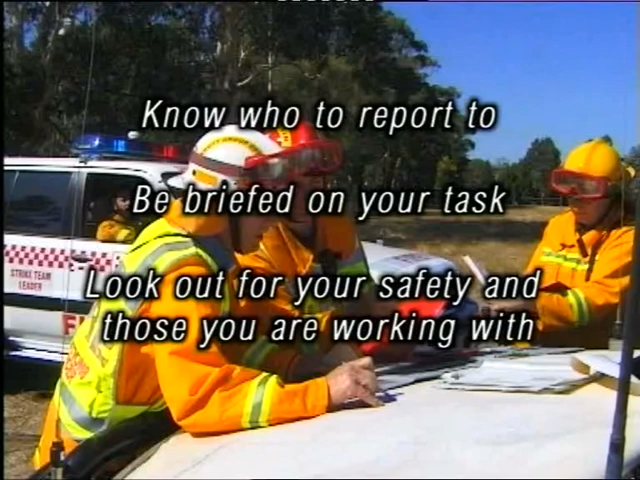 Know who to report to
Be briefed on your task
Look out for your safety and
those you are working with
STRIKE TEAM
LEADER